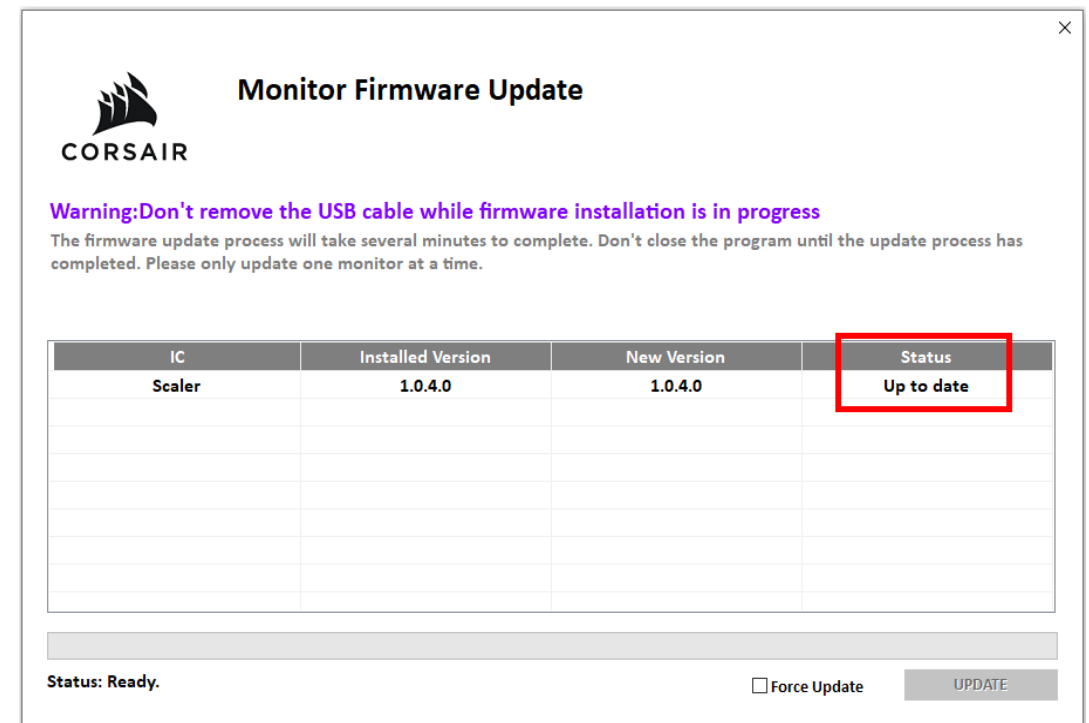 Monitor Firmware Update
CORSAIR
Warning:Don't remove the USB cable while firmware installation is in progress
The firmware update process will take several minutes to complete. Don't close the program until the update process has
completed. Please only update one monitor at a time.
IC Installed Version New Version Status
Scaler 1.0.4.0 1.0.4.0 Up to date
Status: Ready.
Force Update
UPDATE